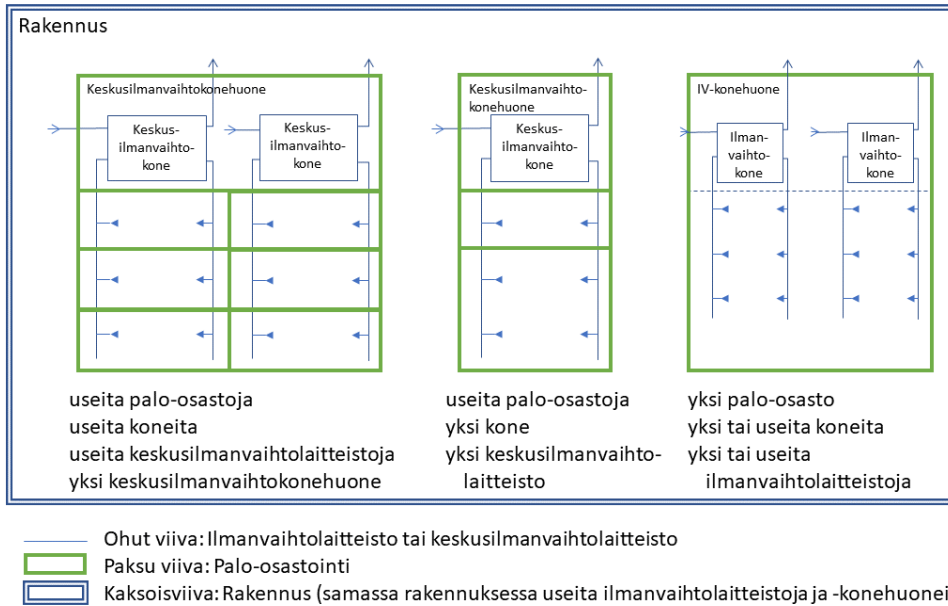 Rakennus
Keskusilmanvaihtokonehuone
Keskus-
ilmanvaihto-
kone
Keskus-
ilmanvaihto-
kone
Keskusilmanvaihto-
konehuone
Keskus-
ilmanvaihto-
kone
IV-konehuone
Ilman-
vaihto-
kone
Ilman-
vaihto-
kone
useita palo-osastoja
useita koneita
useita keskusilmanvaihtolaitteistoja
yksi keskusilmanvaihtokonehuone
useita palo-osastoja
yksi kone
yksi keskusilmanvaihto-
laitteisto
yksi palo-osasto
yksi tai useita koneita
yksi tai useita
ilmanvaihtolaitteistoja
Ohut viiva: Ilmanvaihtolaitteisto tai keskusilmanvaihtolaitteisto
Paksu viiva: Palo-osastointi
Kaksoisviiva: Rakennus (samassa rakennuksessa useita ilmanvaihtolaitteistoja ja -konehuonei